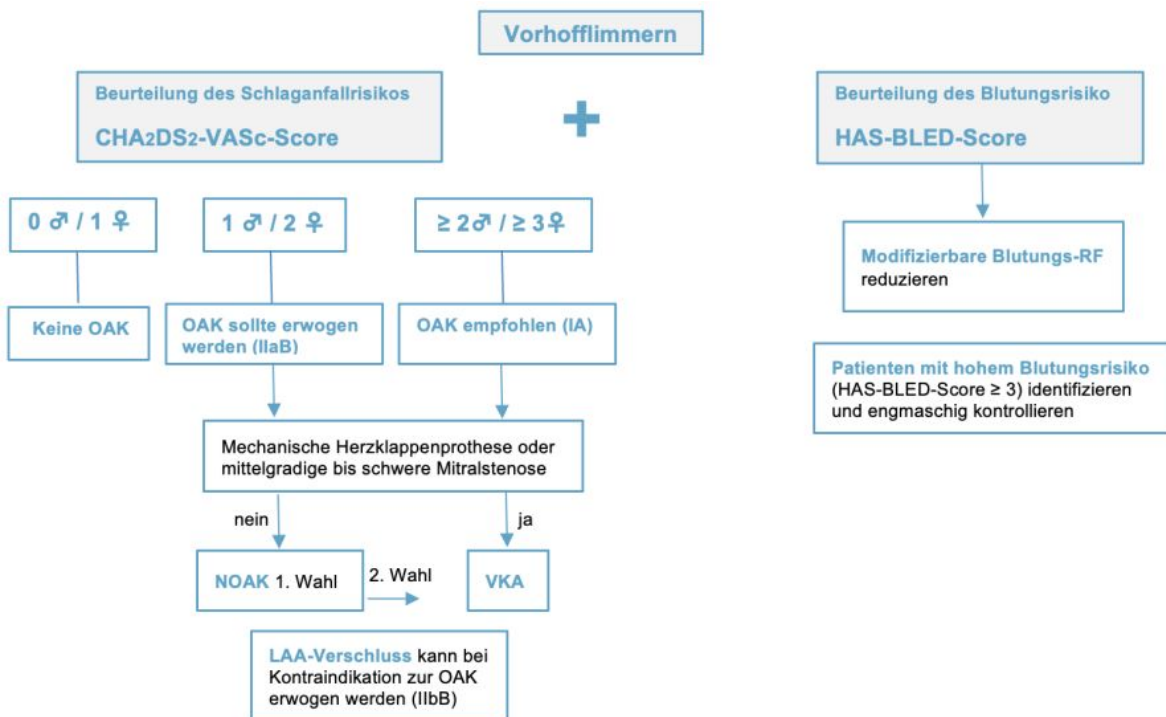 Vorhofflimmern
Beurteilung des Schlaganfallrisikos
CHA2DS2-VASc-Score
+
Beurteilung des Blutungsrisiko
HAS-BLED-Score
0 ♂ / 1 ♀
1 ♂ / 2 ♀
≥ 2♂ / ≥ 3♀
Keine OAK
OAK sollte erwogen
werden (IIaB)
OAK empfohlen (IA)
Modifizierbare Blutungs-RF
reduzieren
Patienten mit hohem Blutungsrisiko
(HAS-BLED-Score ≥ 3) identifizieren
und engmaschig kontrollieren
Mechanische Herzklappenprothese oder
mittelgradige bis schwere Mitralstenose
nein
ja
NOAK 1. Wahl
2. Wahl
VKA
LAA-Verschluss kann bei
Kontraindikation zur OAK
erwogen werden (IIbB)